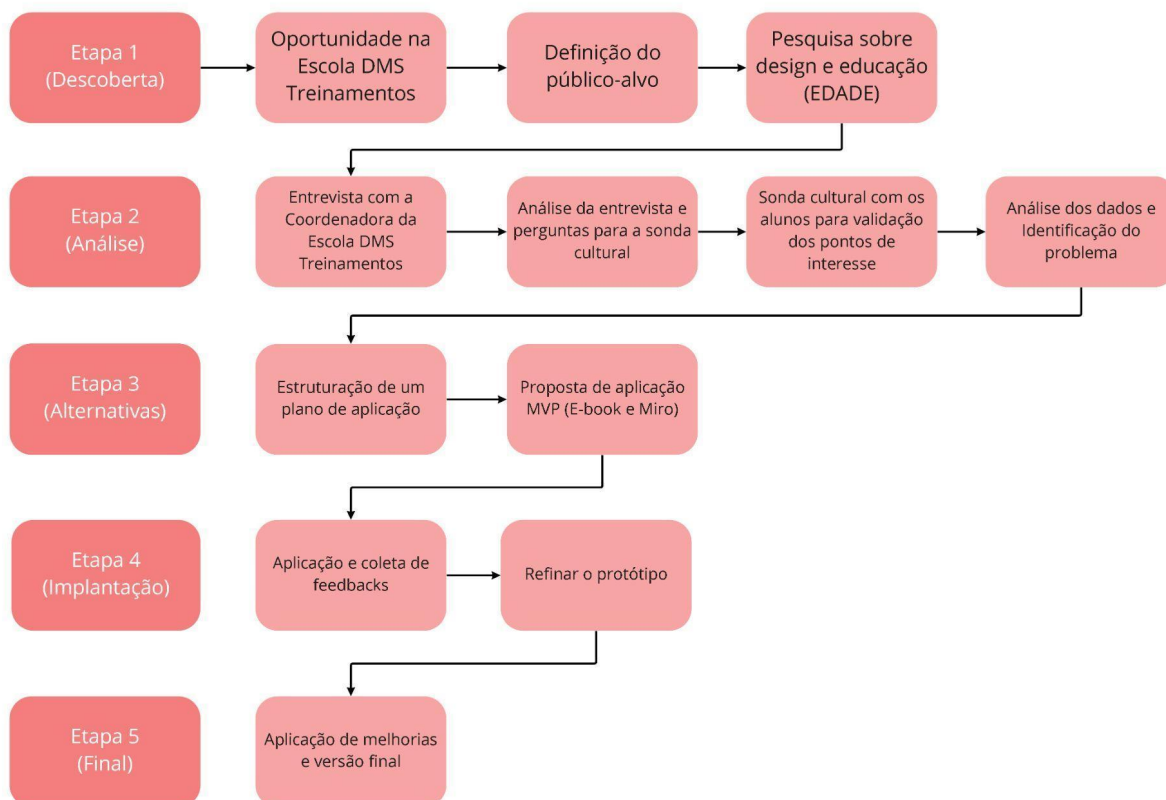 Etapa 1
(Descoberta)
Oportunidade na
Escola DMS
Treinamentos
Definição do
público-alvo
Pesquisa sobre
design e educação
(EDADE)
Etapa 2
(Análise)
Entrevista com a
Coordenadora da
Escola DMS
Treinamentos
Análise da entrevista e
perguntas para a sonda
cultural
Sonda cultural com os
alunos para validação
dos pontos de
interesse
Análise dos dados e
Identificação do
problema
Etapa 3
(Alternativas)
Estruturação de um
plano de aplicação
Proposta de aplicação
MVP (E-book e Miro)
Etapa 4
(Implantação)
Aplicação e coleta de
feedbacks
Refinar o protótipo
Etapa 5
(Final)
Aplicação de melhorias
e versão final